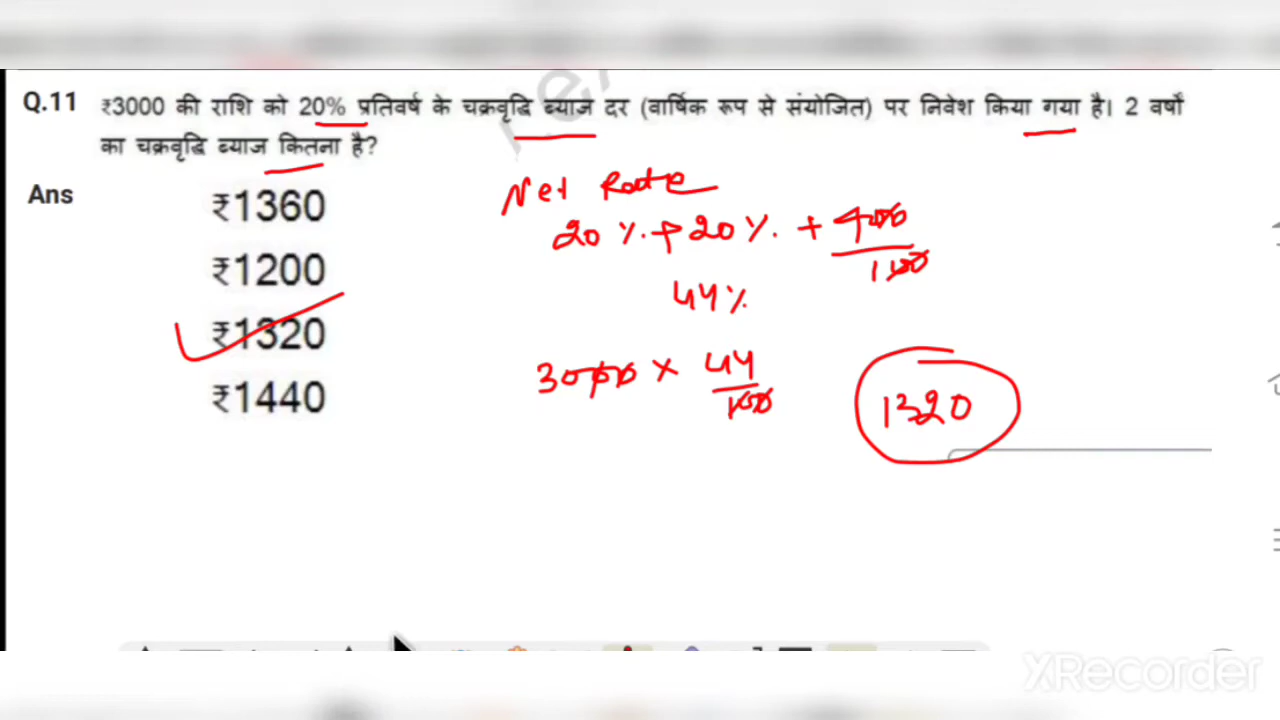 Q.11 ₹3000 की राशि को 20% प्रतिवर्ष के चक्रवृद्धि ब्याज दर (वार्षिक रूप से संयोजित) पर निवेश किया गया है। 2 वर्षों
का चक्रवृद्धि ब्याज कितना है?
Ans
₹1360
₹1200
₹1320
₹1440
Net Rate
20 % + 20 % + 400/100
44 %
3000 × 44/100
1320
XRecorder